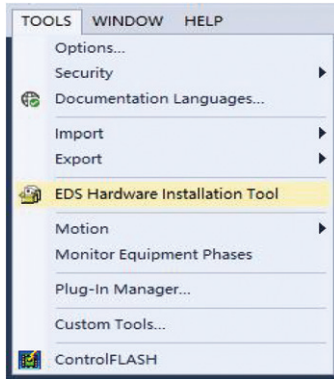 TOOLS WINDOW HELP
Options...
Security
Documentation Languages...
Import
Export
EDS Hardware Installation Tool
Motion
Monitor Equipment Phases
Plug-In Manager...
Custom Tools...
ControlFLASH